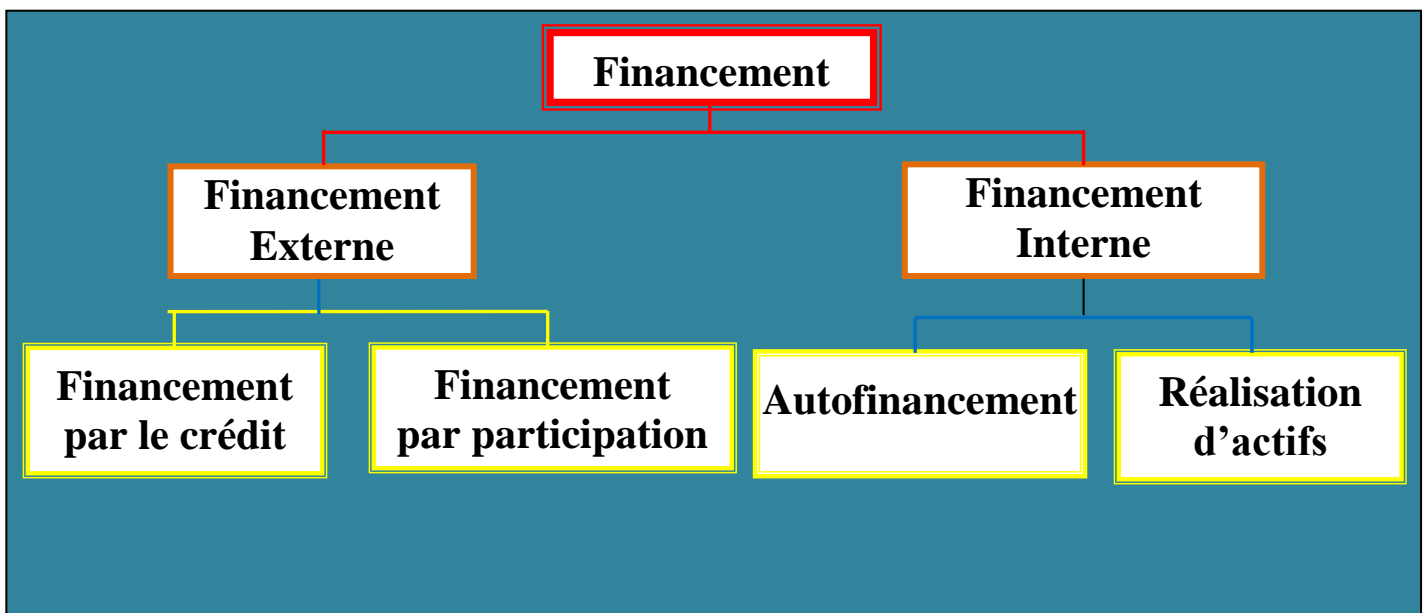 Financement
Financement
Externe
Financement
Interne
Financement
par le crédit
Financement
par participation
Autofinancement
Réalisation
d’actifs